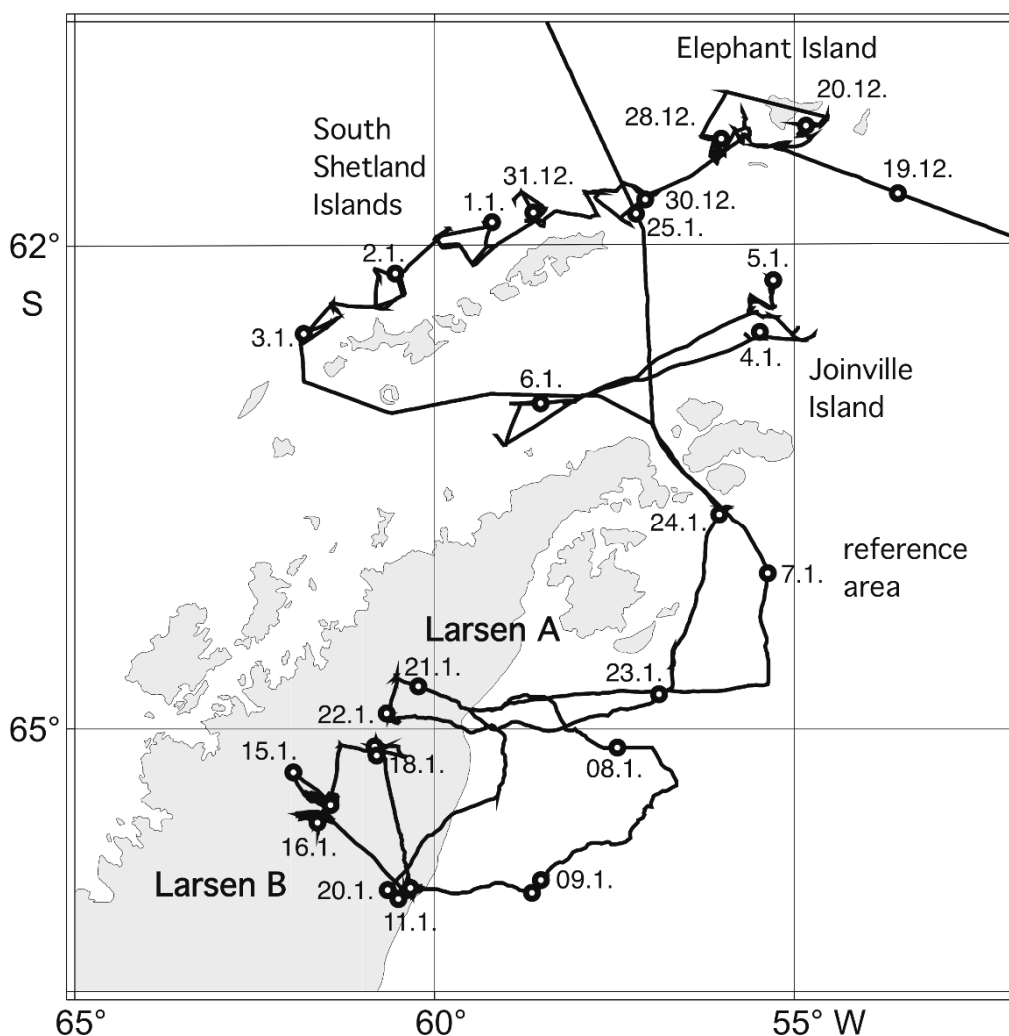 Elephant Island
20.12.
28.12.
South
Shetland
Islands
31.12.
1.1.
19.12.
30.12.
25.1.
62°
S
2.1.
5.1.
3.1.
4.1.
6.1.
Joinville
Island
24.1.
reference
area
7.1.
Larsen A
21.1.
23.1.
22.1.
65°
15.1.
18.1.
08.1.
16.1.
Larsen B
09.1.
20.1.
11.1.
65°
60°
55° W